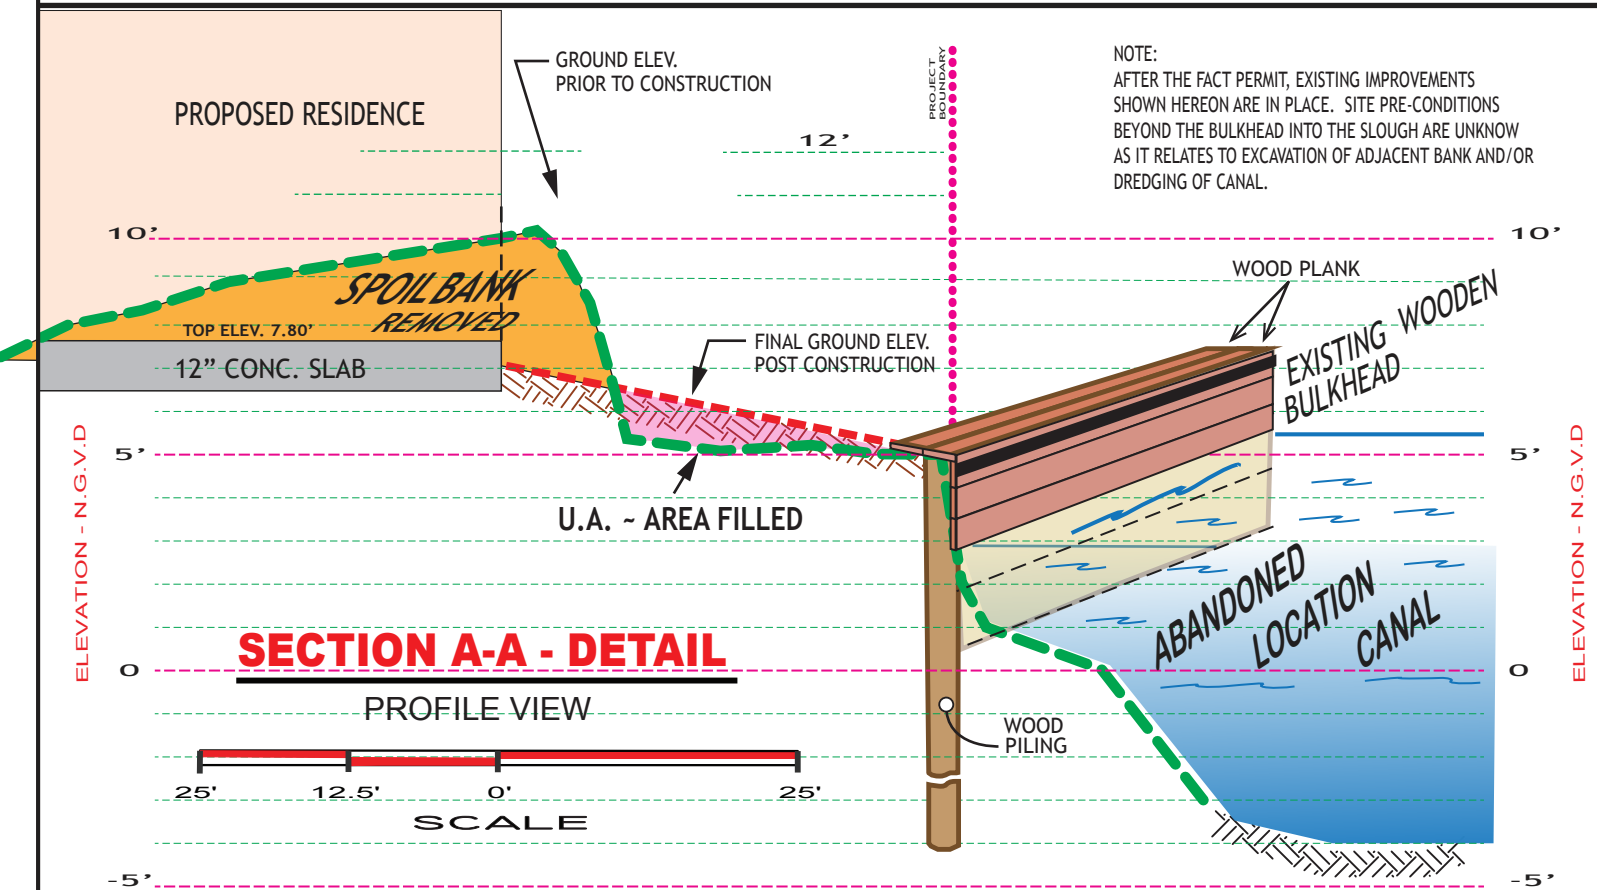 GROUND ELEV.
PRIOR TO CONSTRUCTION
PROJECT
BOUNDARY
NOTE:
AFTER THE FACT PERMIT, EXISTING IMPROVEMENTS
SHOWN HEREON ARE IN PLACE. SITE PRE-CONDITIONS
BEYOND THE BULKHEAD INTO THE SLOUGH ARE UNKNOW
AS IT RELATES TO EXCAVATION OF ADJACENT BANK AND/OR
DREDGING OF CANAL.
PROPOSED RESIDENCE
12'
10'
10'
WOOD PLANK
SPOIL BANK
REMOVED
TOP ELEV. 7.80'
12” CONC. SLAB
FINAL GROUND ELEV.
POST CONSTRUCTION
EXISTING WOODEN
BULKHEAD
5'
5'
ELEVATION - N.G.V.D
ELEVATION - N.G.V.D
U.A. ~ AREA FILLED
ABANDONED
LOCATION
CANAL
SECTION A-A - DETAIL
0
0
PROFILE VIEW
WOOD
PILING
25' 12.5' 0' 25'
SCALE
-5'
-5'